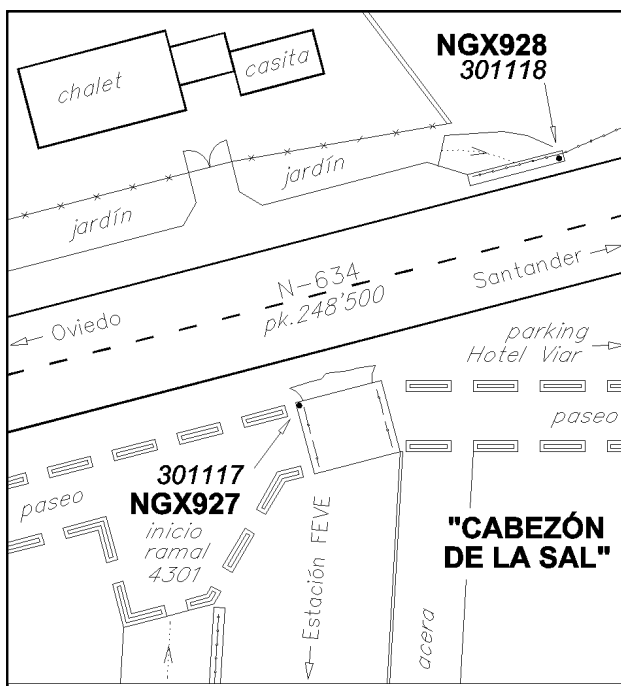 NGX928
301118
chalet
casita
jardín
jardín
N-634
pk.248'500
Santander
Oviedo
parking
Hotel Viar
paseo
301117
NGX927
paseo
inicio
ramal
4301
Estación FEVE
"CABEZÓN
DE LA SAL"
acera